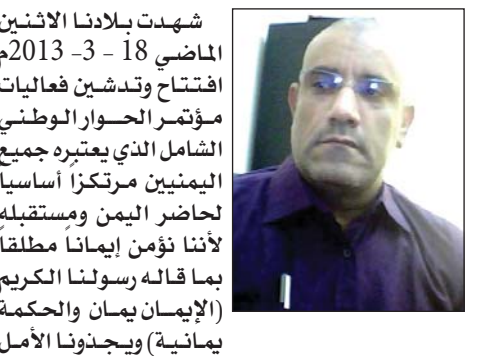 شهدت بلادنا الاثنين
الماضي 18 - 3- 2013م
افتتاح وتدشين فعاليات
مؤتمر الحوار الوطني
الشامل الذي يعتبره جميع
اليمنيين مرتكزاً أساسيا
لحاضر اليمن ومستقبله
لأننا نؤمن إيماناً مطلقاً
بما قاله رسولنا الكريم
(الإيمان يمان والحكمة
يمانية) ويجذونا الأمل